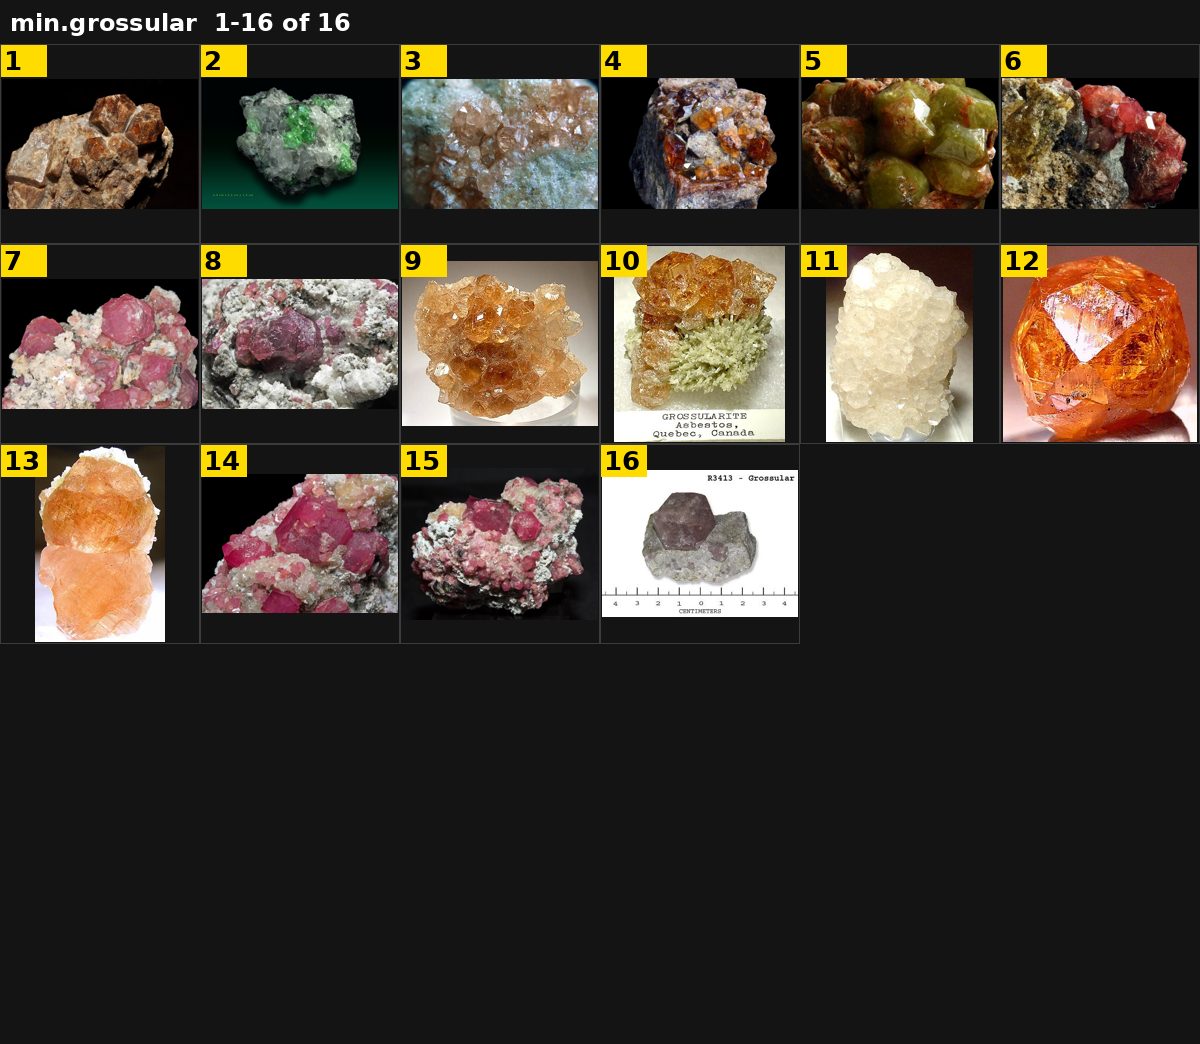 min.grossular 1-16 of 16
1
2
3
4
5
6
7
8
9
10
11
12
GROSSULARITE
Asbestos,
Quebec, Canada
13
14
15
16
R3413 - Grossular
4 3 2 1 0 1 2 3 4
CENTIMETERS